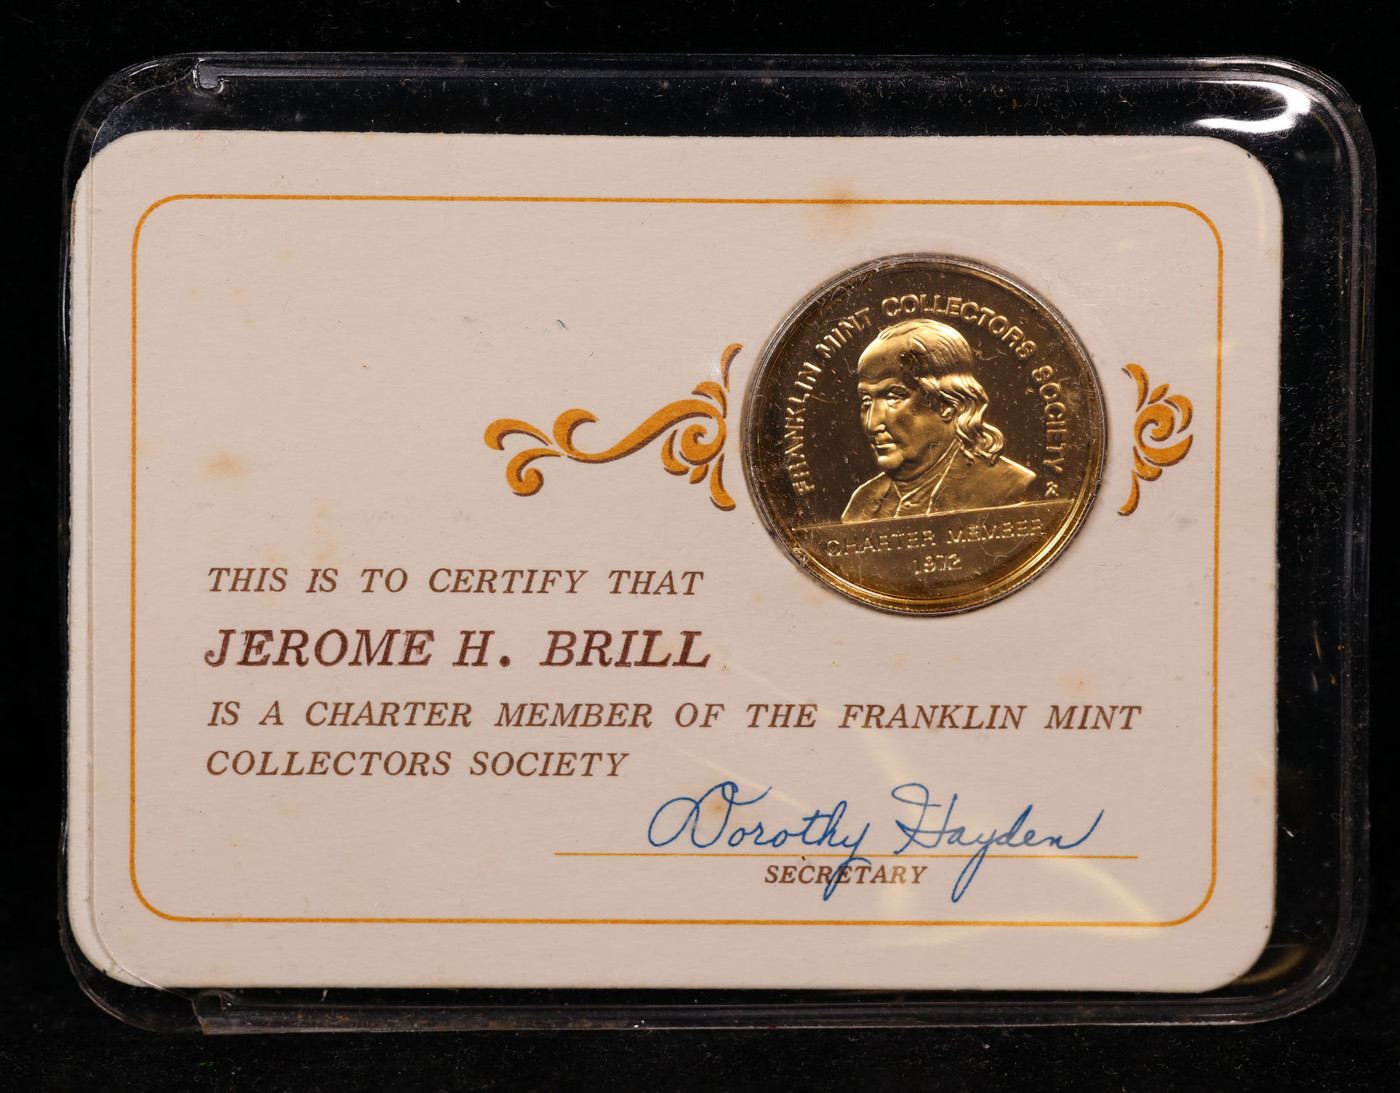 FRANKLIN MINT COLLECTORS SOCIETY
CHARTER MEMBER
1972
THIS IS TO CERTIFY THAT
JEROME H. BRILL
IS A CHARTER MEMBER OF THE FRANKLIN MINT
COLLECTORS SOCIETY
Dorothy Hayden
SECRETARY